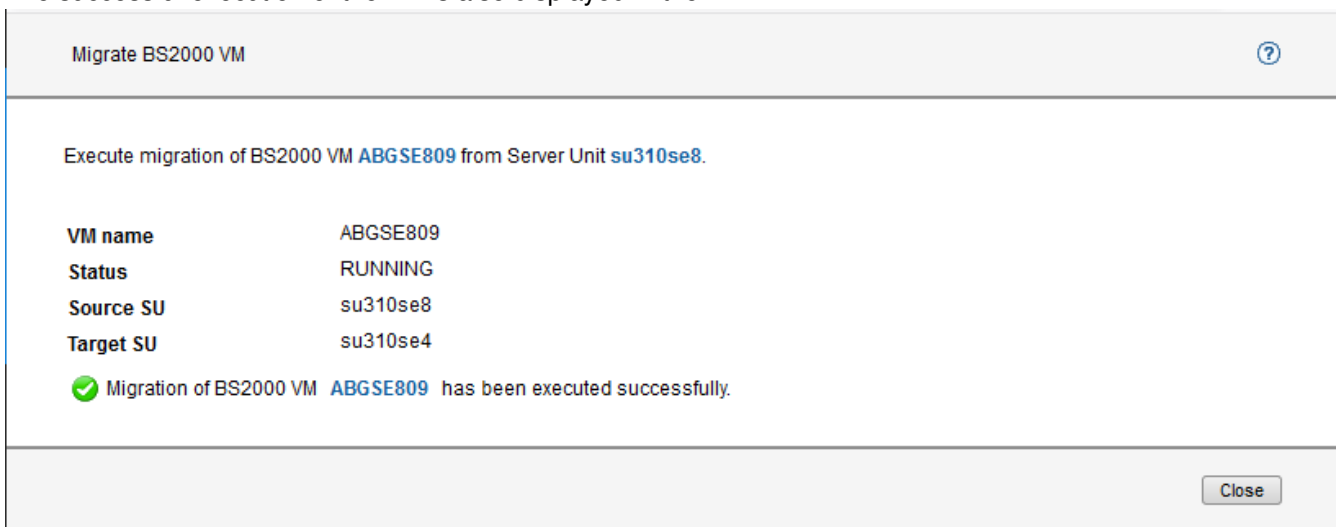 Migrate BS2000 VM
?
Execute migration of BS2000 VM ABGSE809 from Server Unit su310se8.
VM name ABGSE809
Status RUNNING
Source SU su310se8
Target SU su310se4
Migration of BS2000 VM ABGSE809 has been executed successfully.
Close